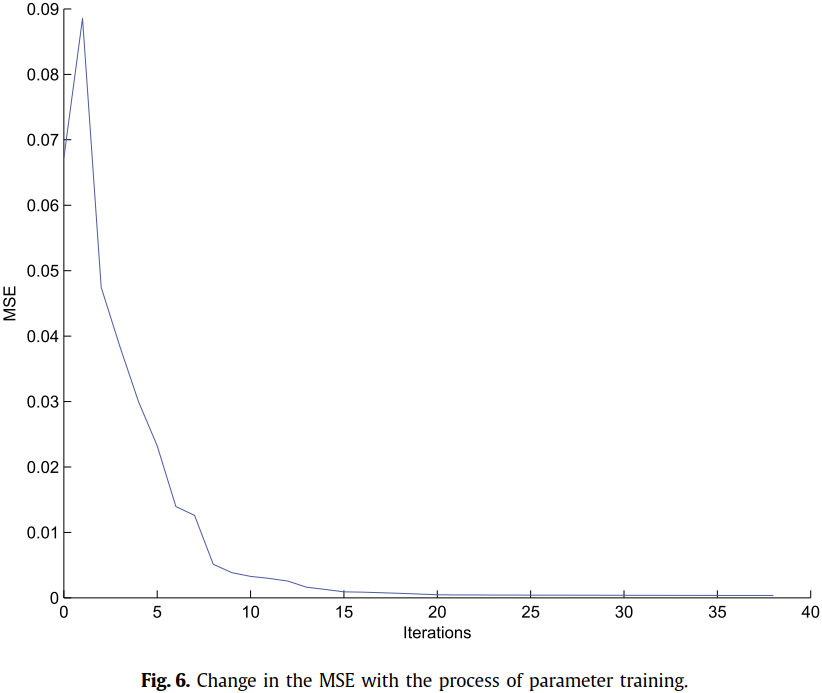 0.09
0.08
0.07
0.06
0.05
0.04
0.03
0.02
0.01
0
MSE
0 5 10 15 20 25 30 35 40
Iterations
Fig. 6. Change in the MSE with the process of parameter training.